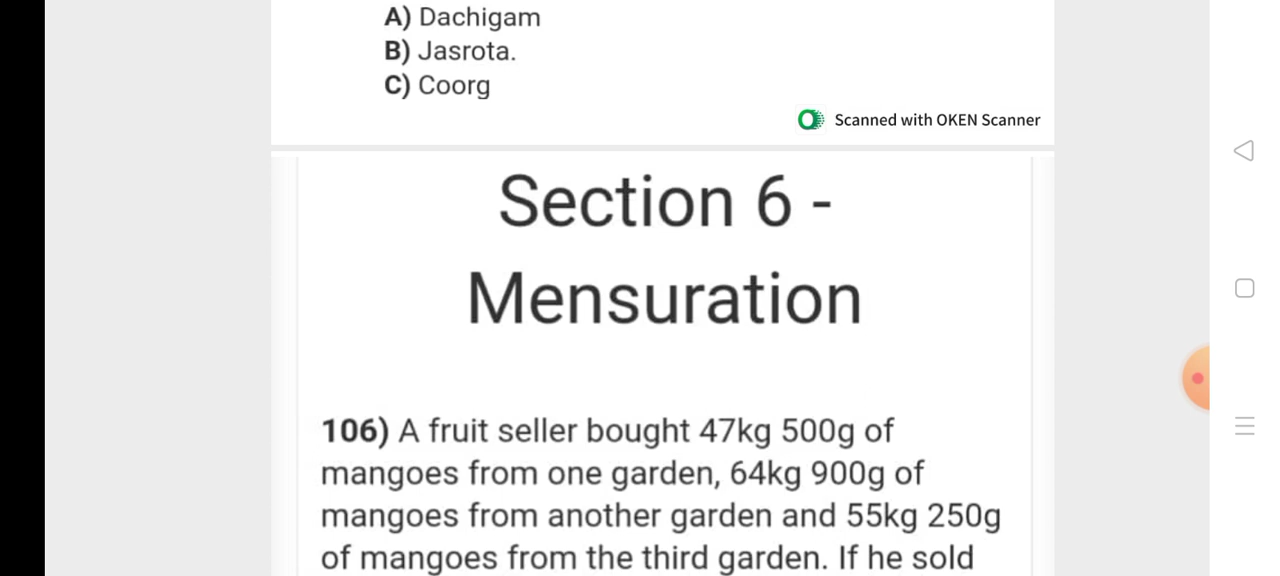 A) Dachigam
B) Jasrota.
C) Coorg
Scanned with OKEN Scanner
Section 6 -
Mensuration
106) A fruit seller bought 47kg 500g of
mangoes from one garden, 64kg 900g of
mangoes from another garden and 55kg 250g
of mangoes from the third garden. If he sold